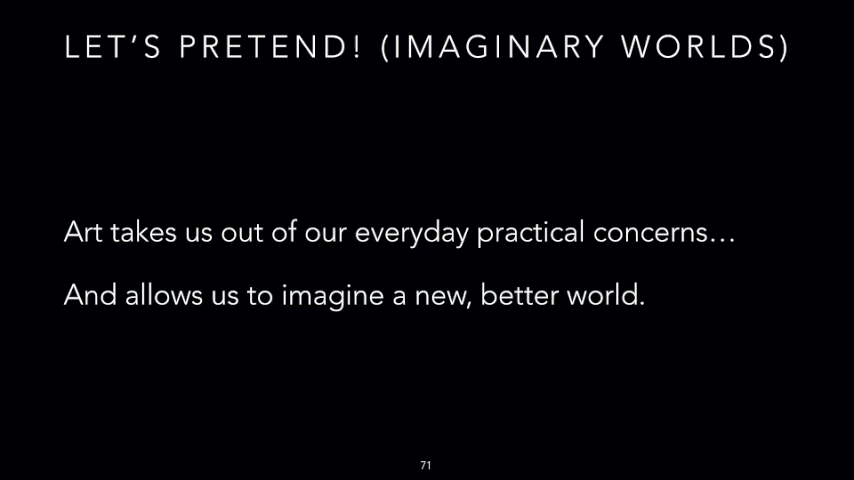 LET’S PRETEND! (IMAGINARY WORLDS)
Art takes us out of our everyday practical concerns…
And allows us to imagine a new, better world.
71